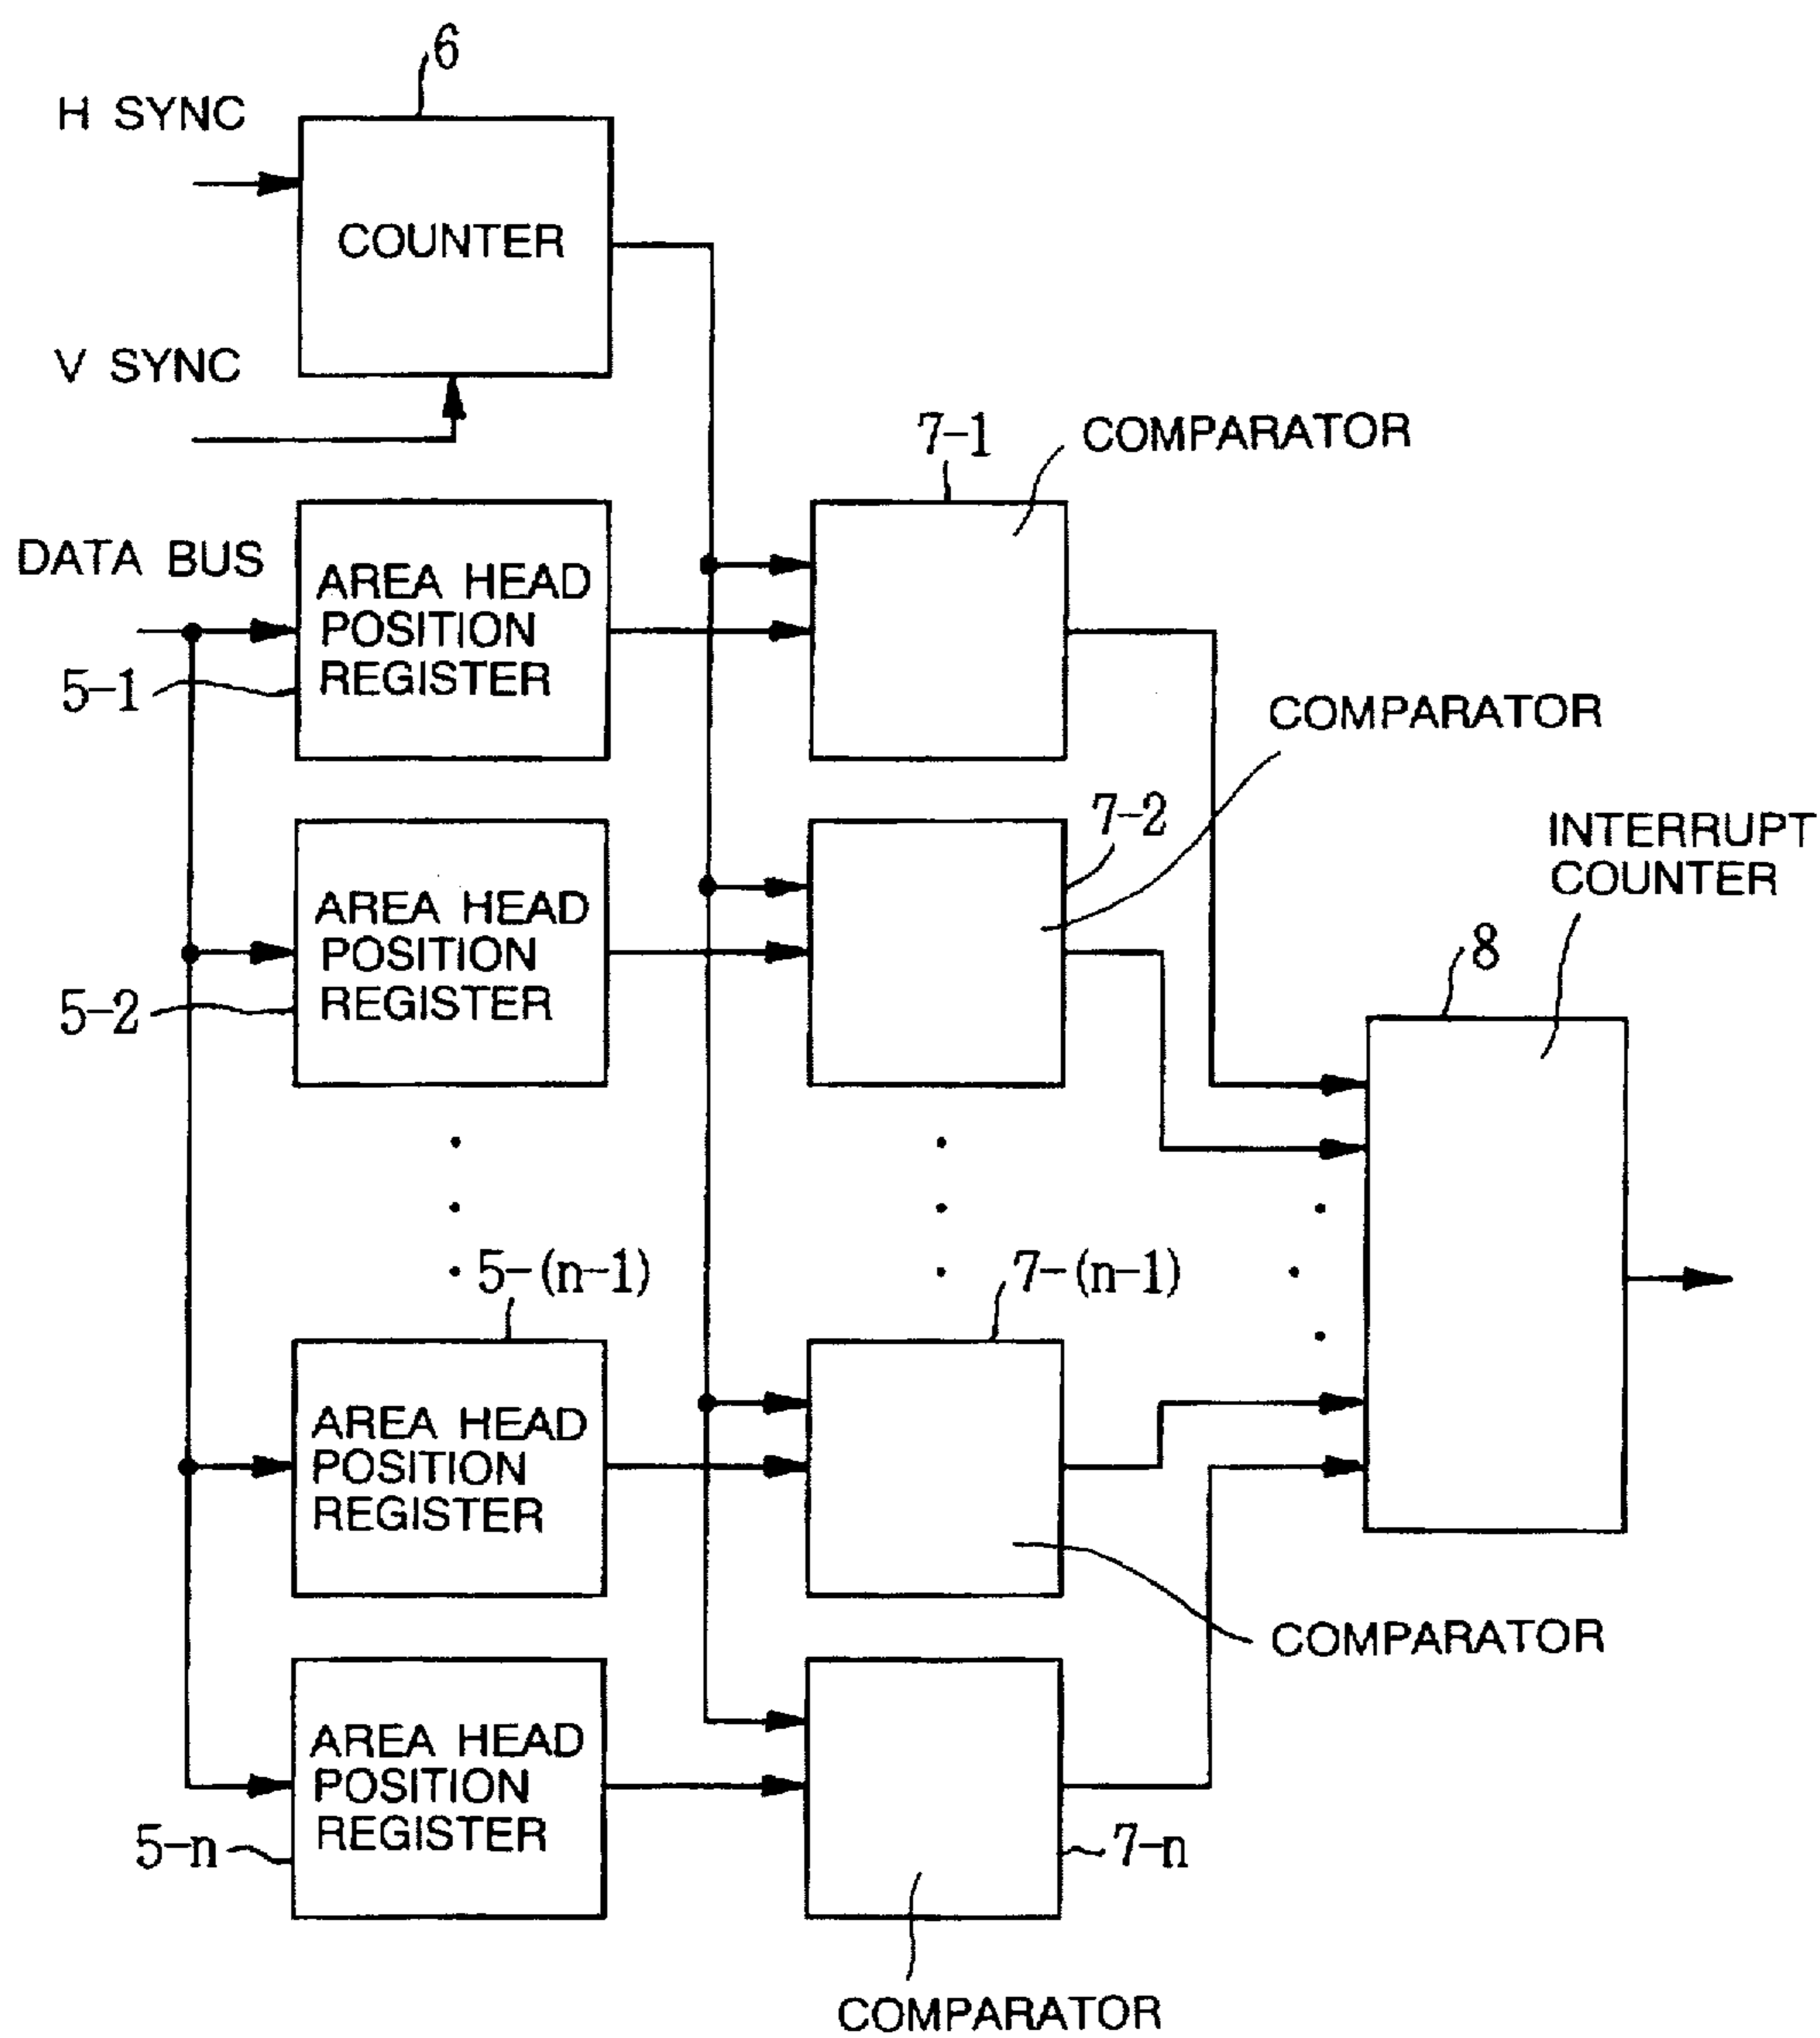 6
H SYNC
COUNTER
V SYNC
7-1
COMPARATOR
DATA BUS
AREA HEAD
POSITION
REGISTER
5-1
COMPARATOR
7-2
INTERRUPT
COUNTER
AREA HEAD
POSITION
REGISTER
5-2
8
5-(n-1)
7-(n-1)
AREA HEAD
POSITION
REGISTER
COMPARATOR
AREA HEAD
POSITION
REGISTER
5-n
7-n
COMPARATOR